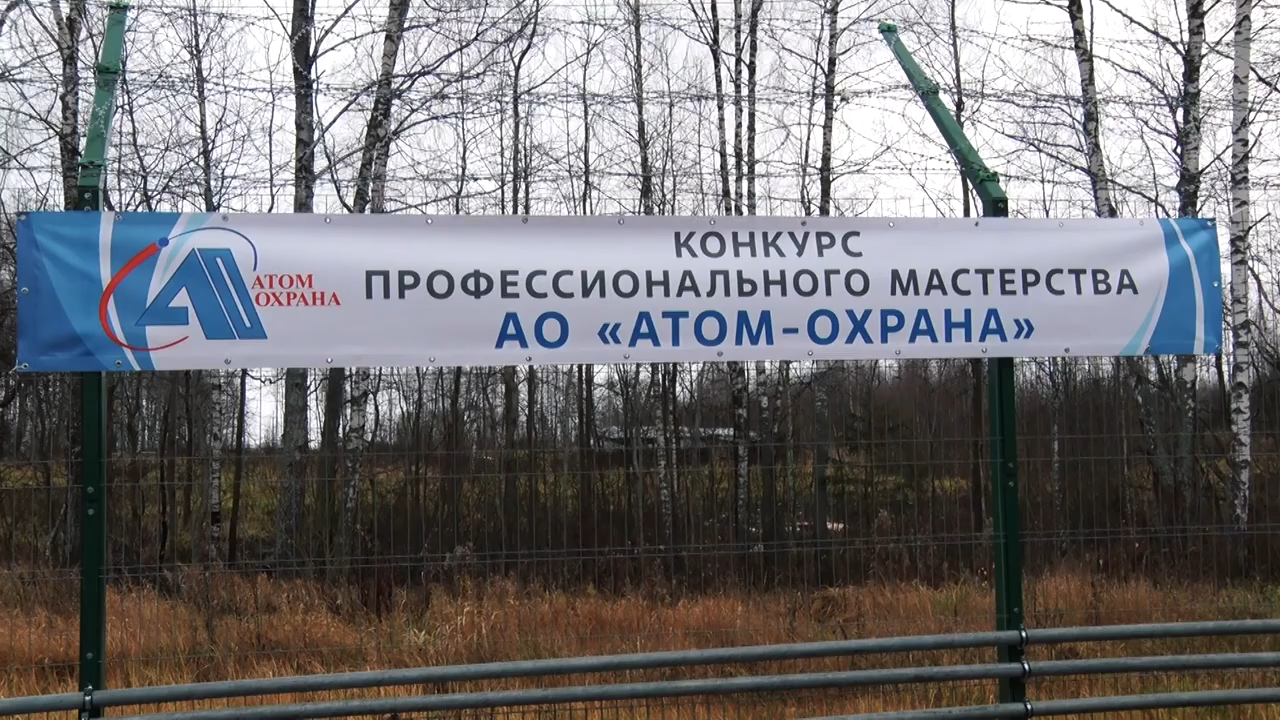 АТОМ
ОХРАНА
КОНКУРС
ПРОФЕССИОНАЛЬНОГО МАСТЕРСТВА
АО «АТОМ-ОХРАНА»